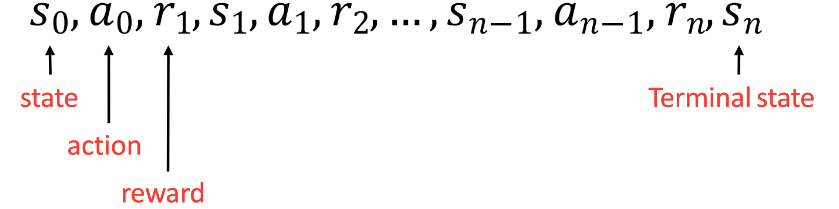 s₀, a₀, r₁, s₁, a₁, r₂, … , sₙ₋₁, aₙ₋₁, rₙ, sₙ
state
Terminal state
action
reward